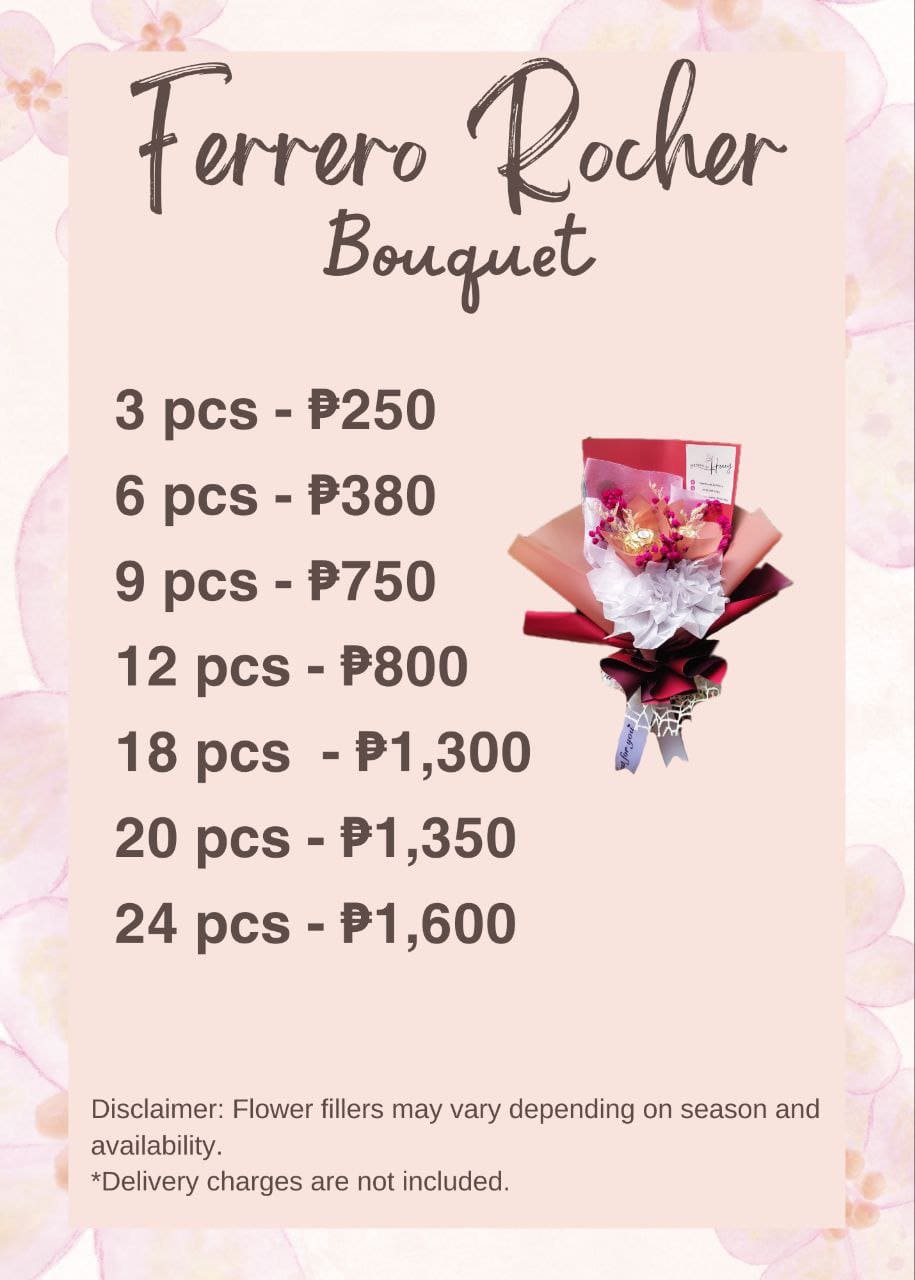 Ferrero Rocher
Bouquet
3 pcs - ₱250
6 pcs - ₱380
9 pcs - ₱750
12 pcs - ₱800
18 pcs  - ₱1,300
20 pcs - ₱1,350
24 pcs - ₱1,600
for you
Disclaimer: Flower fillers may vary depending on season and
availability.
*Delivery charges are not included.